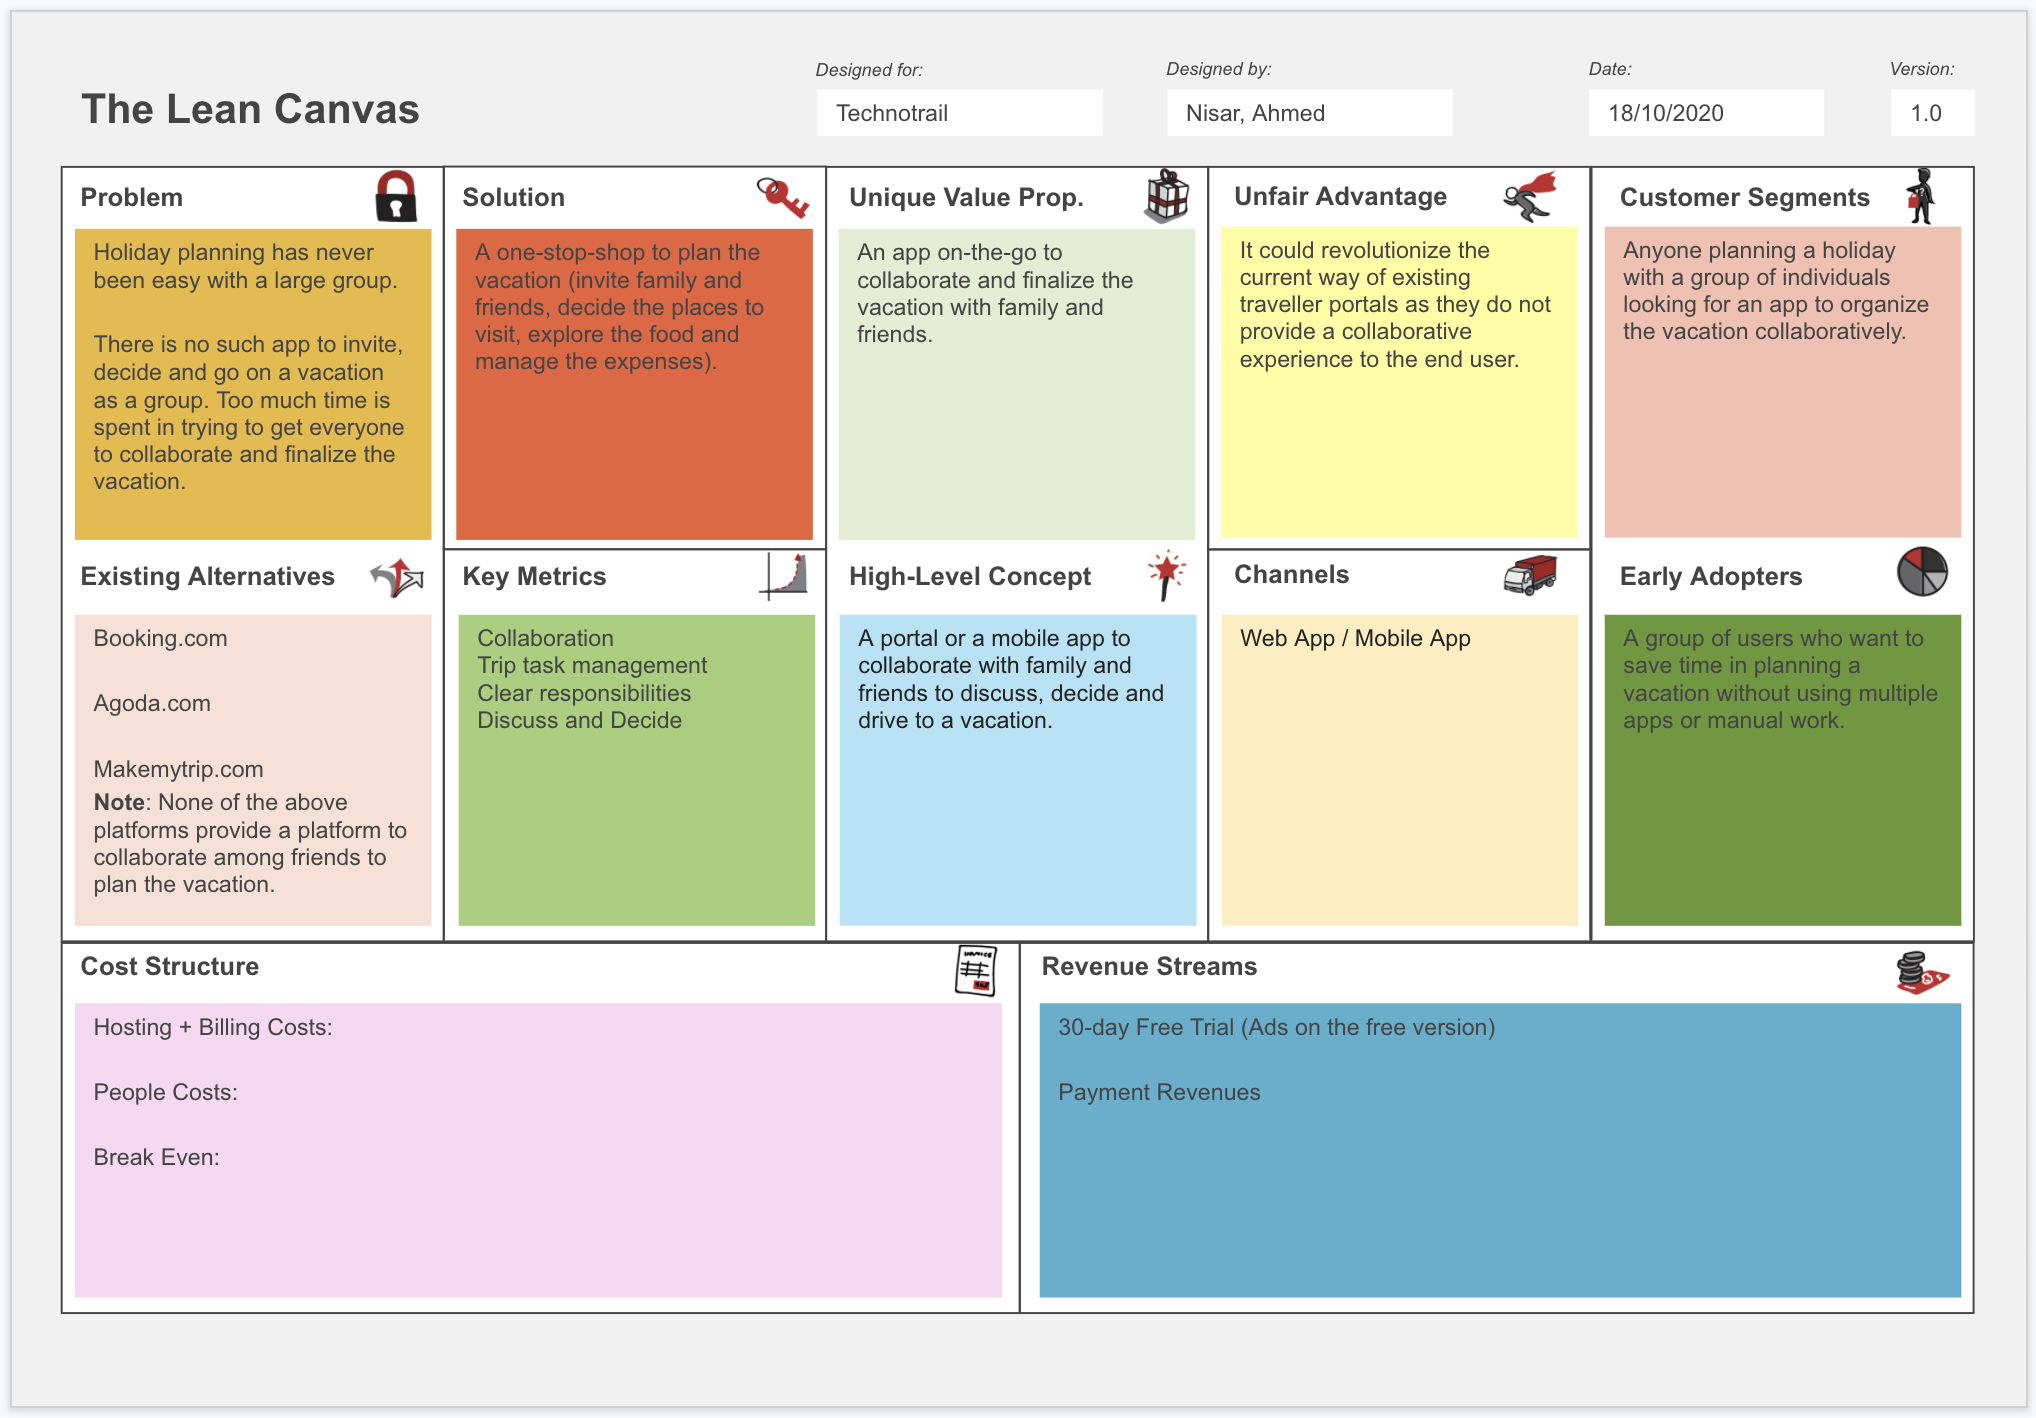 Designed for:
Designed by:
Date:
Version:
The Lean Canvas
Technotrail
Nisar, Ahmed
18/10/2020
1.0
Problem
Holiday planning has never
been easy with a large group.
There is no such app to invite,
decide and go on a vacation
as a group. Too much time is
spent in trying to get everyone
to collaborate and finalize the
vacation.
Existing Alternatives
Booking.com
Agoda.com
Makemytrip.com
Note: None of the above
platforms provide a platform to
collaborate among friends to
plan the vacation.
Solution
A one-stop-shop to plan the
vacation (invite family and
friends, decide the places to
visit, explore the food and
manage the expenses).
Key Metrics
Collaboration
Trip task management
Clear responsibilities
Discuss and Decide
Unique Value Prop.
An app on-the-go to
collaborate and finalize the
vacation with family and
friends.
High-Level Concept
A portal or a mobile app to
collaborate with family and
friends to discuss, decide and
drive to a vacation.
Unfair Advantage
It could revolutionize the
current way of existing
traveller portals as they do not
provide a collaborative
experience to the end user.
Channels
Web App / Mobile App
Customer Segments
Anyone planning a holiday
with a group of individuals
looking for an app to organize
the vacation collaboratively.
Early Adopters
A group of users who want to
save time in planning a
vacation without using multiple
apps or manual work.
Cost Structure
INVOICE
Hosting + Billing Costs:
People Costs:
Break Even:
Revenue Streams
30-day Free Trial (Ads on the free version)
Payment Revenues